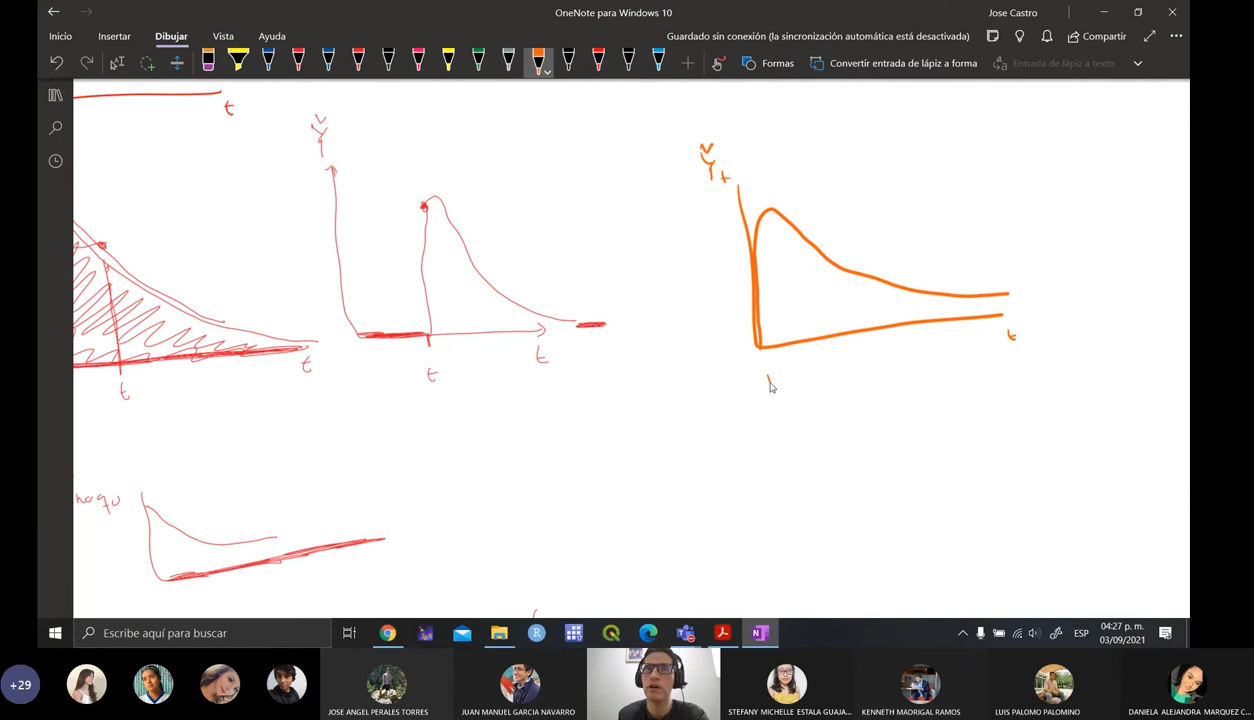 OneNote para Windows 10
Jose Castro
Inicio
Insertar
Dibujar
Vista
Ayuda
Guardado sin conexión (la sincronización automática está desactivada)
Compartir
Formas
Convertir entrada de lápiz a forma
Entrada de lápiz a texto
t
Y
t
t
t
t
Y t
t
Escribe aquí para buscar
ESP
04:27 p. m.
03/09/2021
+29
JOSE ANGEL PERALES TORRES
JUAN MANUEL GARCIA NAVARRO
STEFANY MICHELLE ESTALA GUAJA...
KENNETH MADRIGAL RAMOS
LUIS PALOMO PALOMINO
DANIELA ALEJANDRA MARQUEZ C...